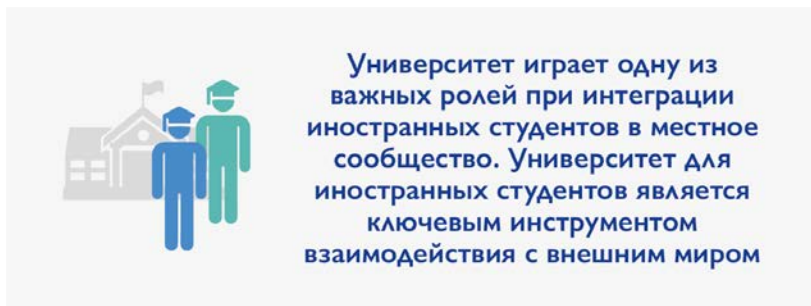 Университет играет одну из
важных ролей при интеграции
иностранных студентов в местное
сообщество. Университет для
иностранных студентов является
ключевым инструментом
взаимодействия с внешним миром